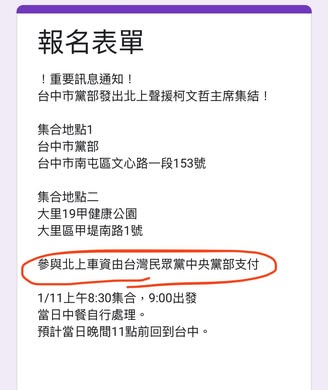 報名表單
！重要訊息通知！
台中市黨部發出北上聲援柯文哲主席集結！
集合地點1
台中市黨部
台中市南屯區文心路一段153號
集合地點二
大里19甲健康公園
大里區甲堤南路1號
參與北上車資由台灣民眾黨中央黨部支付
1/11上午8:30集合，9:00出發
當日中餐自行處理。
預計當日晚間11點前回到台中。